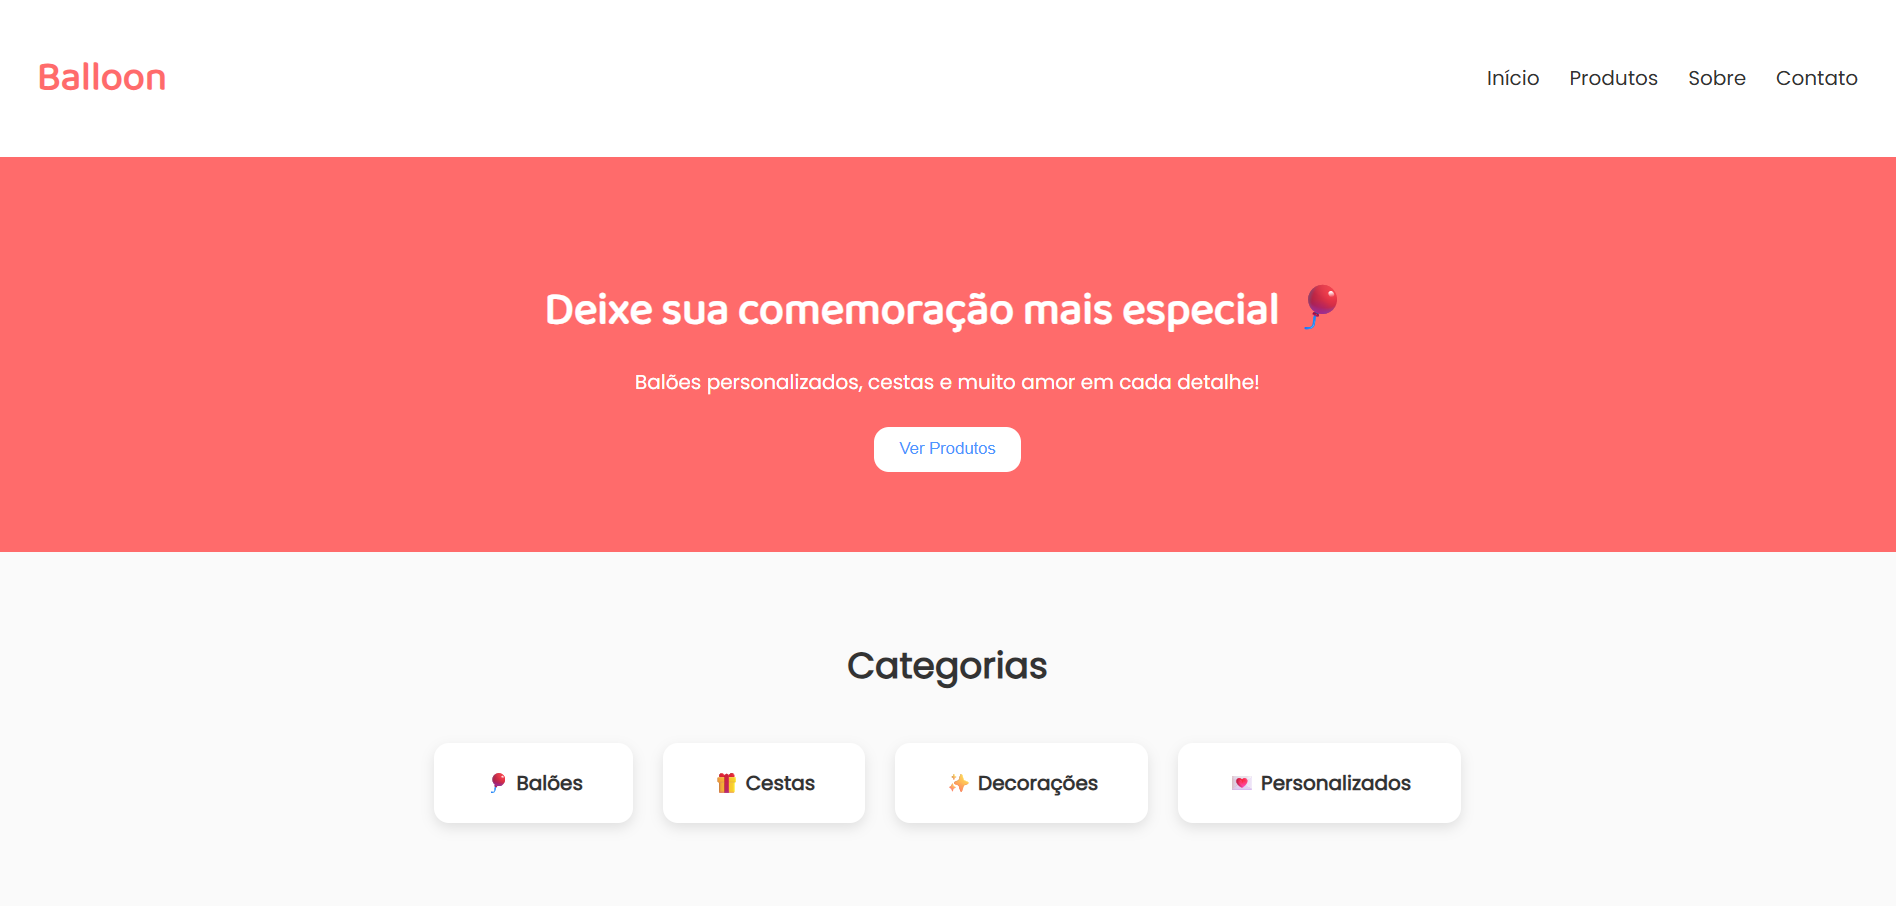 Balloon
Início Produtos Sobre Contato
Deixe sua comemoração mais especial 🎈
Balões personalizados, cestas e muito amor em cada detalhe!
Ver Produtos
Categorias
🎈 Balões
🎁 Cestas
✨ Decorações
💌 Personalizados